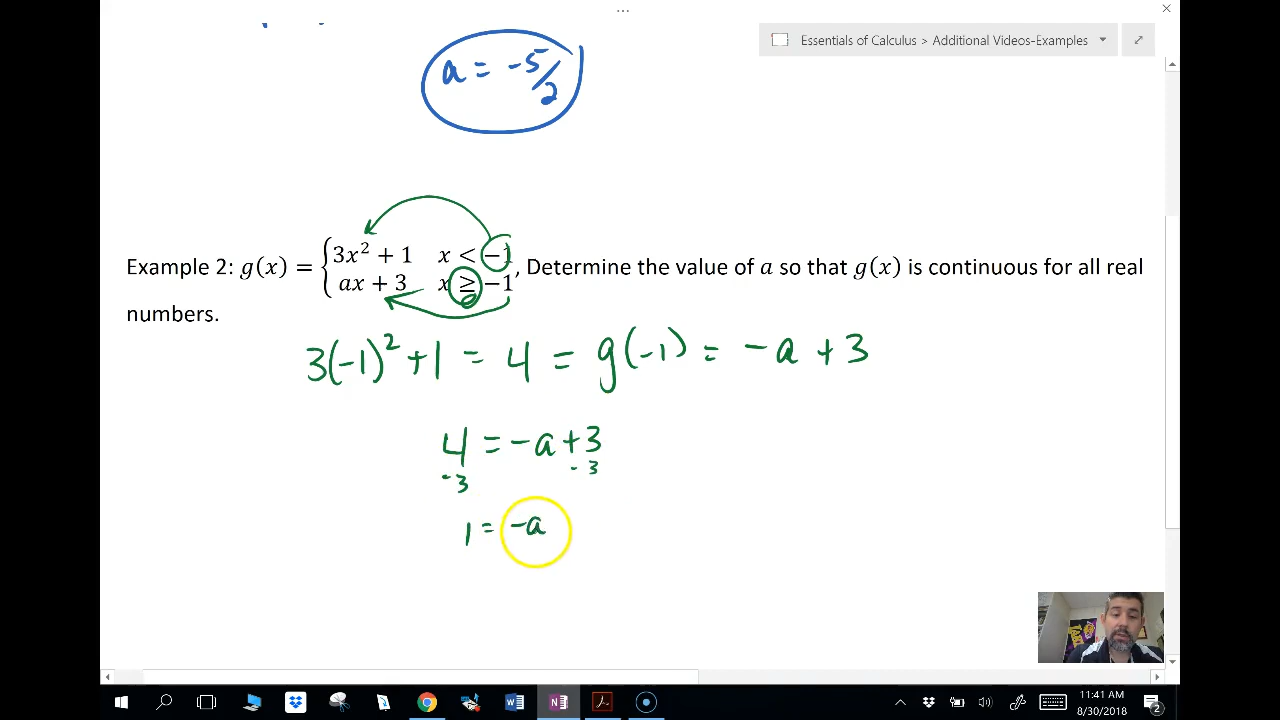 Essentials of Calculus > Additional Videos-Examples
a = -5/2
Example 2: g(x) = { 3x² + 1 x < -1
ax + 3 x ≥ -1 , Determine the value of a so that g(x) is continuous for all real
numbers.
3(-1)² + 1 = 4 = g(-1) = -a + 3
4 = -a + 3
-3 -3
1 = -a
11:41 AM
8/30/2018
2